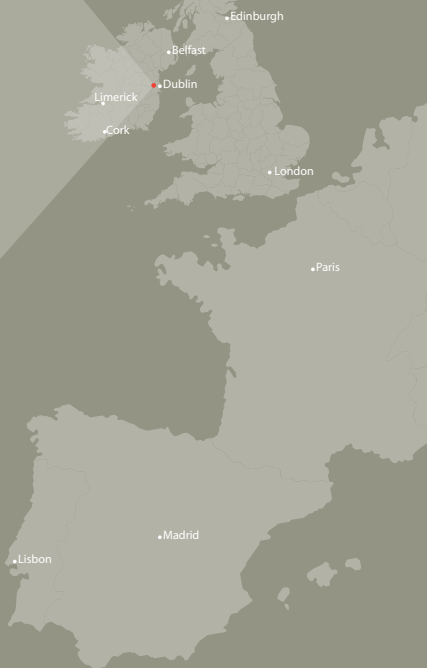 Edinburgh
Belfast
Dublin
Limerick
Cork
London
Paris
Madrid
Lisbon